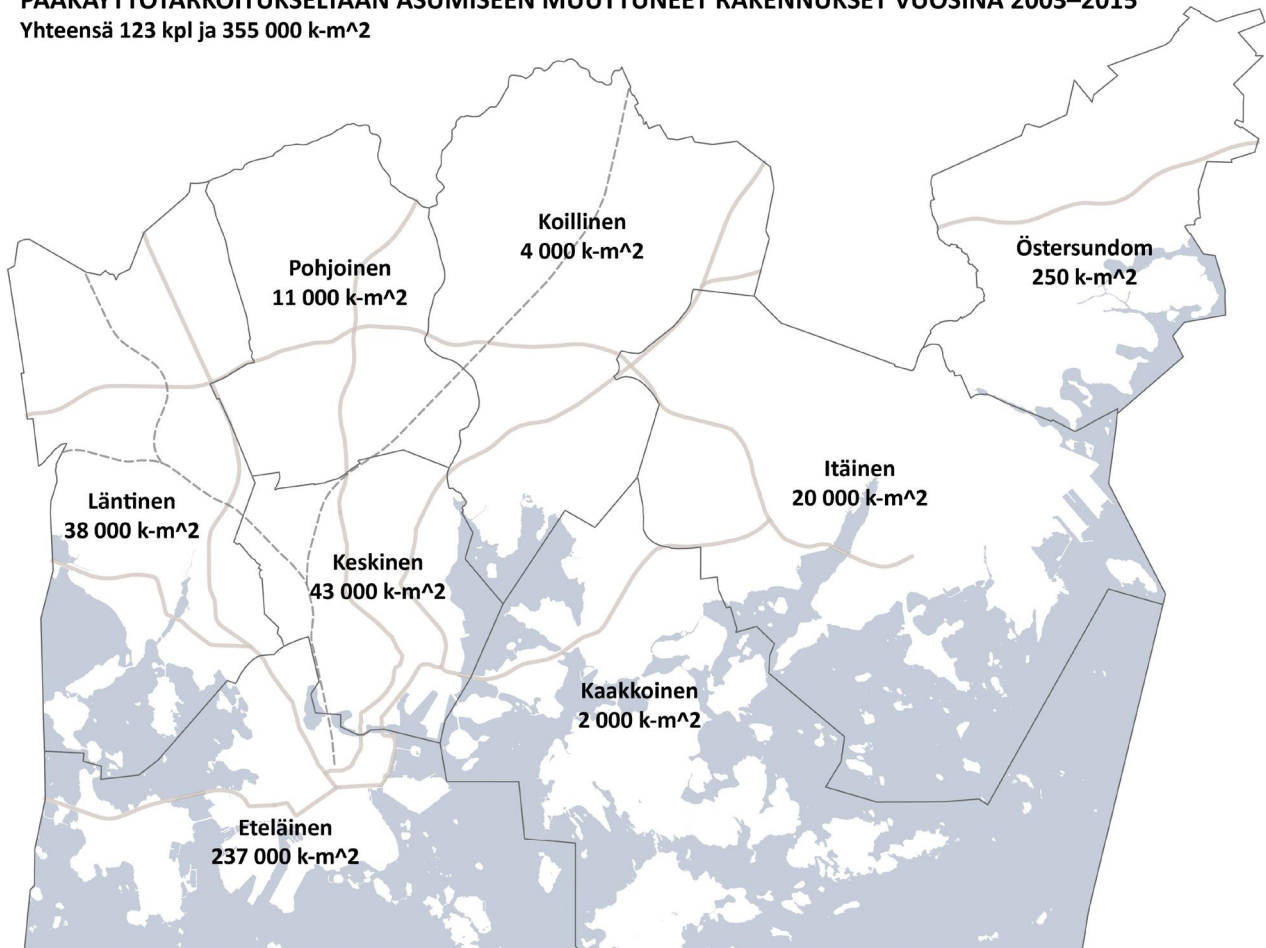 PÄÄKÄYTTÖTARKOITUKSELTAAN ASUMISEEN MUUTTUNEET RAKENNUKSET VUOSINA 2003–2015
Yhteensä 123 kpl ja 355 000 k-m^2
Koillinen
4 000 k-m^2
Östersundom
250 k-m^2
Pohjoinen
11 000 k-m^2
Itäinen
20 000 k-m^2
Läntinen
38 000 k-m^2
Keskinen
43 000 k-m^2
Kaakkoinen
2 000 k-m^2
Eteläinen
237 000 k-m^2